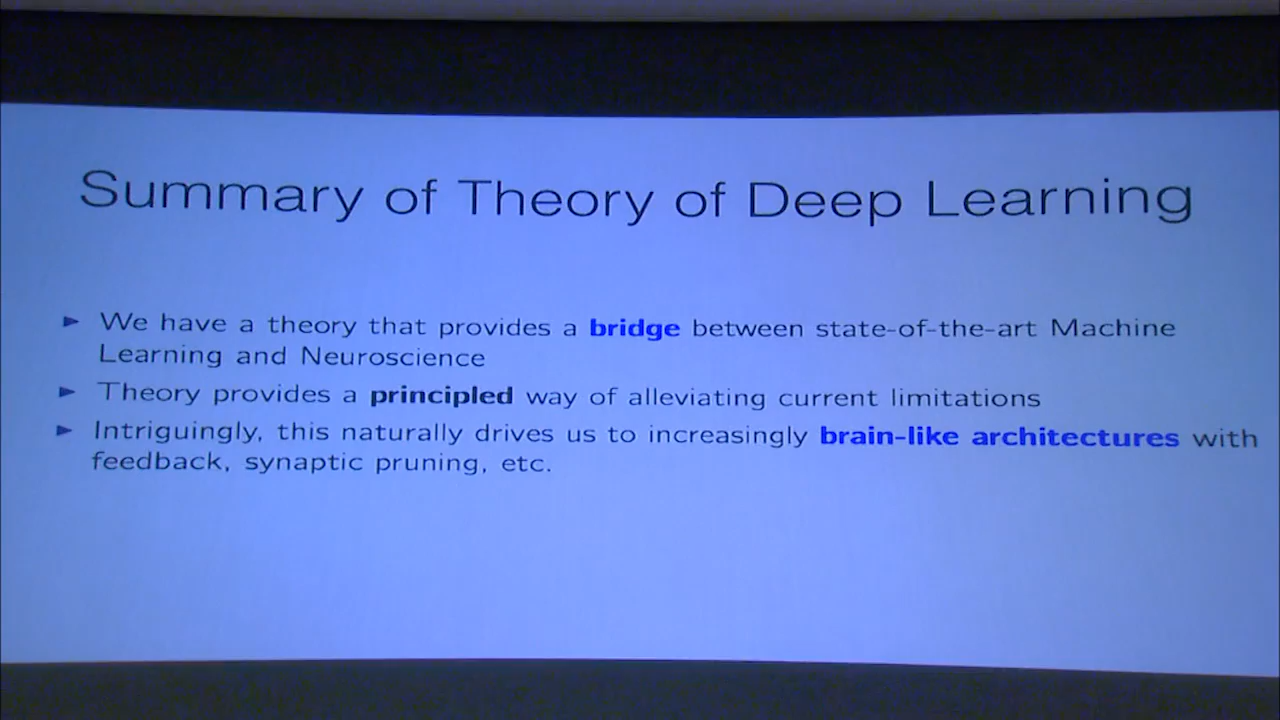 Summary of Theory of Deep Learning
► We have a theory that provides a bridge between state-of-the-art Machine
Learning and Neuroscience
► Theory provides a principled way of alleviating current limitations
► Intriguingly, this naturally drives us to increasingly brain-like architectures with
feedback, synaptic pruning, etc.